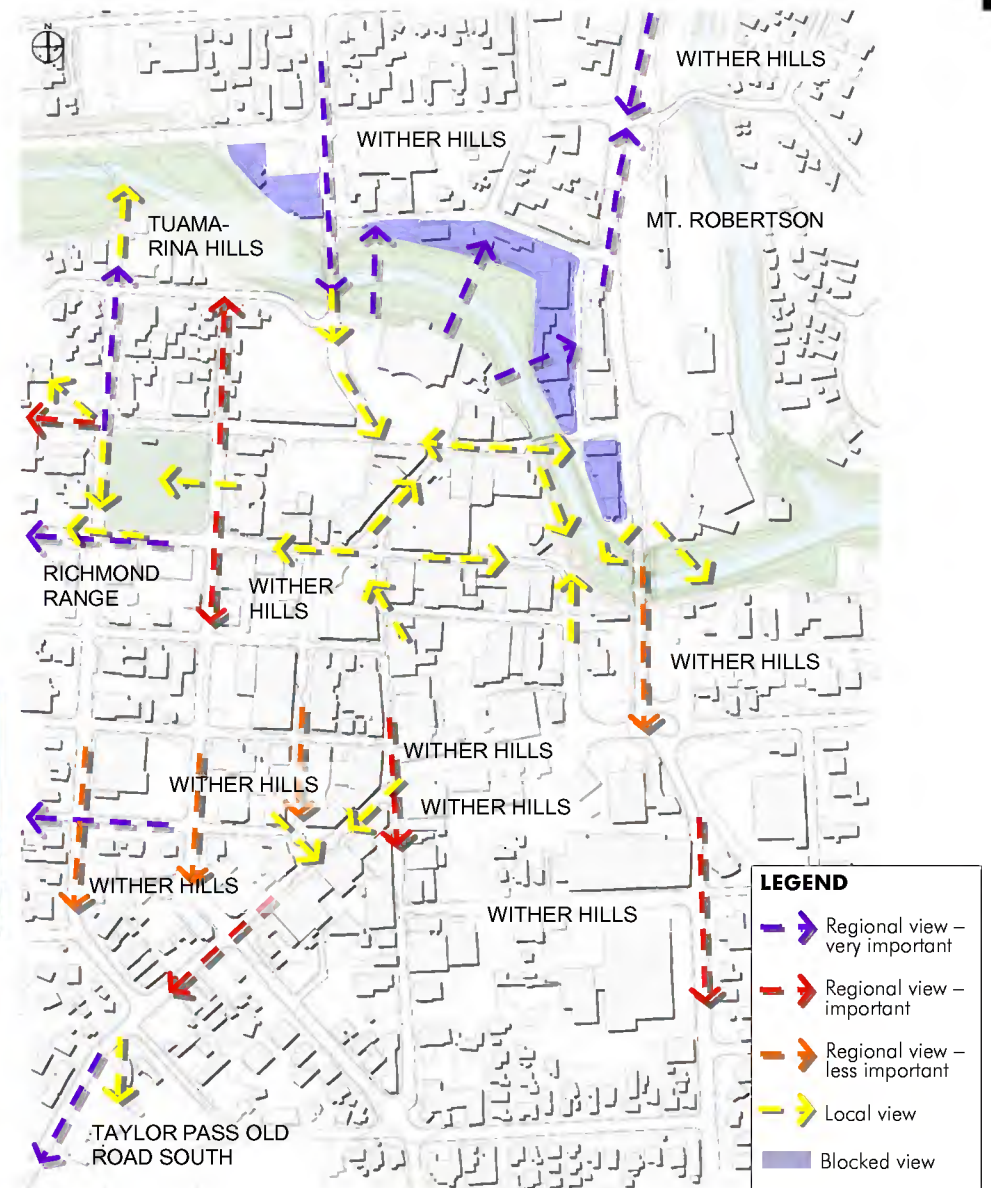 N
WITHER HILLS
WITHER HILLS
TUAMA-
RINA HILLS
MT. ROBERTSON
RICHMOND
RANGE
WITHER
HILLS
WITHER HILLS
WITHER HILLS
WITHER HILLS
WITHER HILLS
WITHER HILLS
WITHER HILLS
TAYLOR PASS OLD
ROAD SOUTH
LEGEND
Regional view –
very important
Regional view –
important
Regional view –
less important
Local view
Blocked view